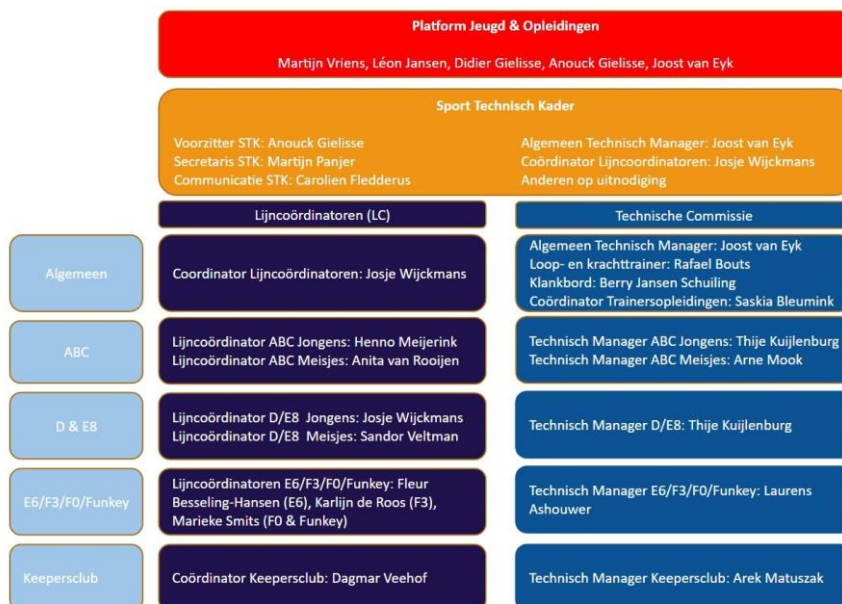 Platform Jeugd & Opleidingen
Martijn Vriens, Léon Jansen, Didier Gielisse, Anouck Gielisse, Joost van Eyk
Sport Technisch Kader
Voorzitter STK: Anouck Gielisse
Secretaris STK: Martijn Panjer
Communicatie STK: Carolien Fledderus
Algemeen Technisch Manager: Joost van Eyk
Coördinator Lijncoordinatoren: Josje Wijckmans
Anderen op uitnodiging
Lijncoördinatoren (LC)
Technische Commissie
Algemeen
Coordinator Lijncoördinatoren: Josje Wijckmans
Algemeen Technisch Manager: Joost van Eyk
Loop- en krachttrainer: Rafael Bouts
Klankbord: Berry Jansen Schuiling
Coördinator Trainersopleidingen: Saskia Bleumink
ABC
Lijncoördinator ABC Jongens: Henno Meijerink
Lijncoördinator ABC Meisjes: Anita van Rooijen
Technisch Manager ABC Jongens: Thije Kuijlenburg
Technisch Manager ABC Meisjes: Arne Mook
D & E8
Lijncoördinator D/E8 Jongens: Josje Wijckmans
Lijncoördinator D/E8 Meisjes: Sandor Veltman
Technisch Manager D/E8: Thije Kuijlenburg
E6/F3/F0/Funkey
Lijncoördinatoren E6/F3/F0/Funkey: Fleur
Besseling-Hansen (E6), Karlijn de Roos (F3),
Marieke Smits (F0 & Funkey)
Technisch Manager E6/F3/F0/Funkey: Laurens
Ashouwer
Keepersclub
Coördinator Keepersclub: Dagmar Veehof
Technisch Manager Keepersclub: Arek Matuszak